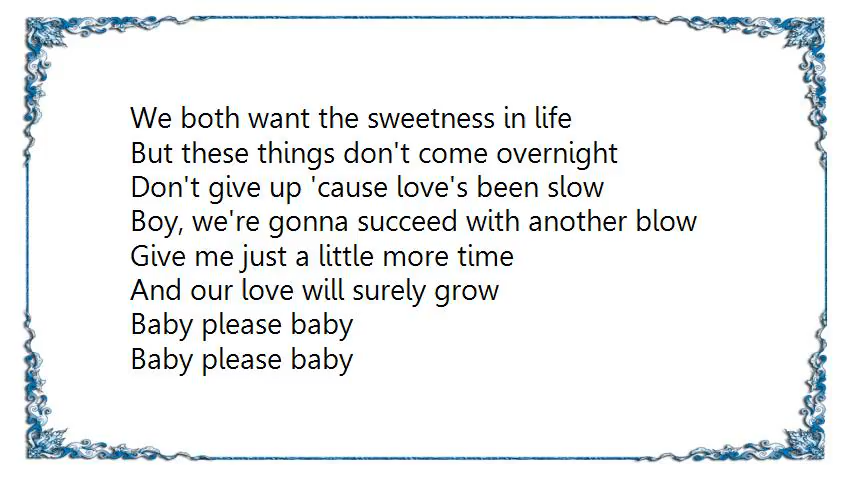 We both want the sweetness in life
But these things don't come overnight
Don't give up 'cause love's been slow
Boy, we're gonna succeed with another blow
Give me just a little more time
And our love will surely grow
Baby please baby
Baby please baby